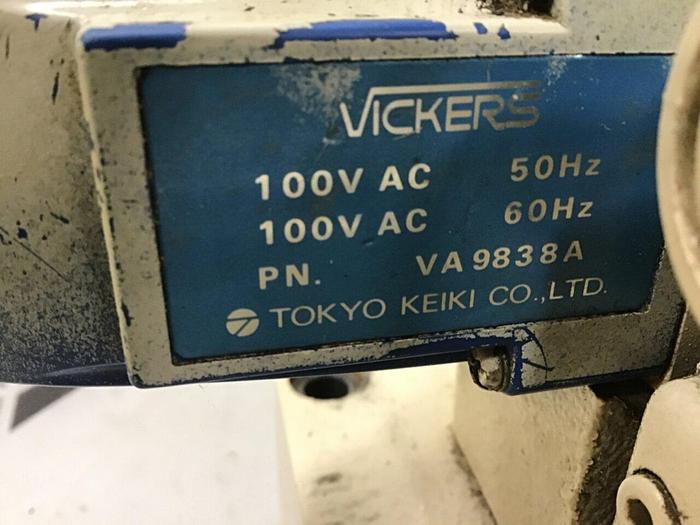 VICKERS
100V AC 50Hz
100V AC 60Hz
PN. VA9838A
TOKYO KEIKI CO.,LTD.